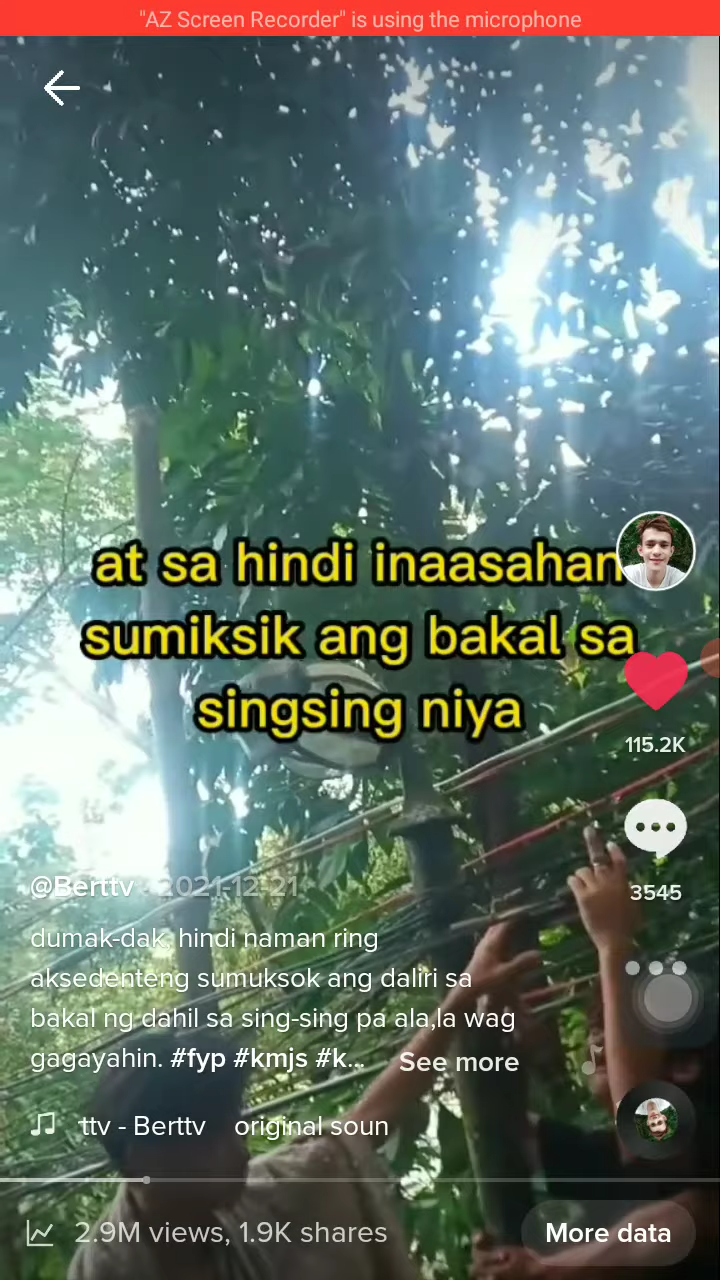 "AZ Screen Recorder" is using the microphone
at sa hindi inaasahan
sumiksik ang bakal sa
singsing niya
115.2K
3545
@Berttv · 2021-12-21
dumak-dak, hindi naman ring
aksedenteng sumuksok ang daliri sa
bakal ng dahil sa sing-sing pa ala,la wag
gagayahin. #fyp #kmjs #k... See more
ttv - Berttv original soun
2.9M views, 1.9K shares
More data